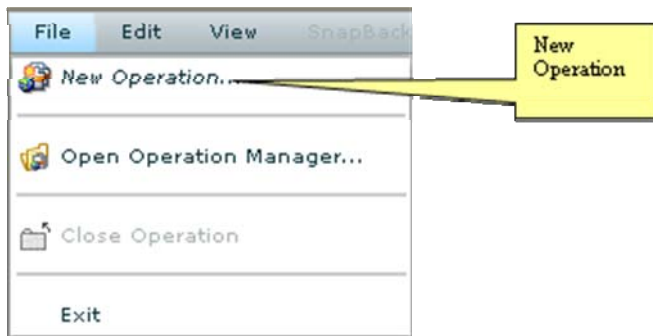 File Edit View SnapBack
New Operation...
Open Operation Manager...
Close Operation
Exit
New
Operation